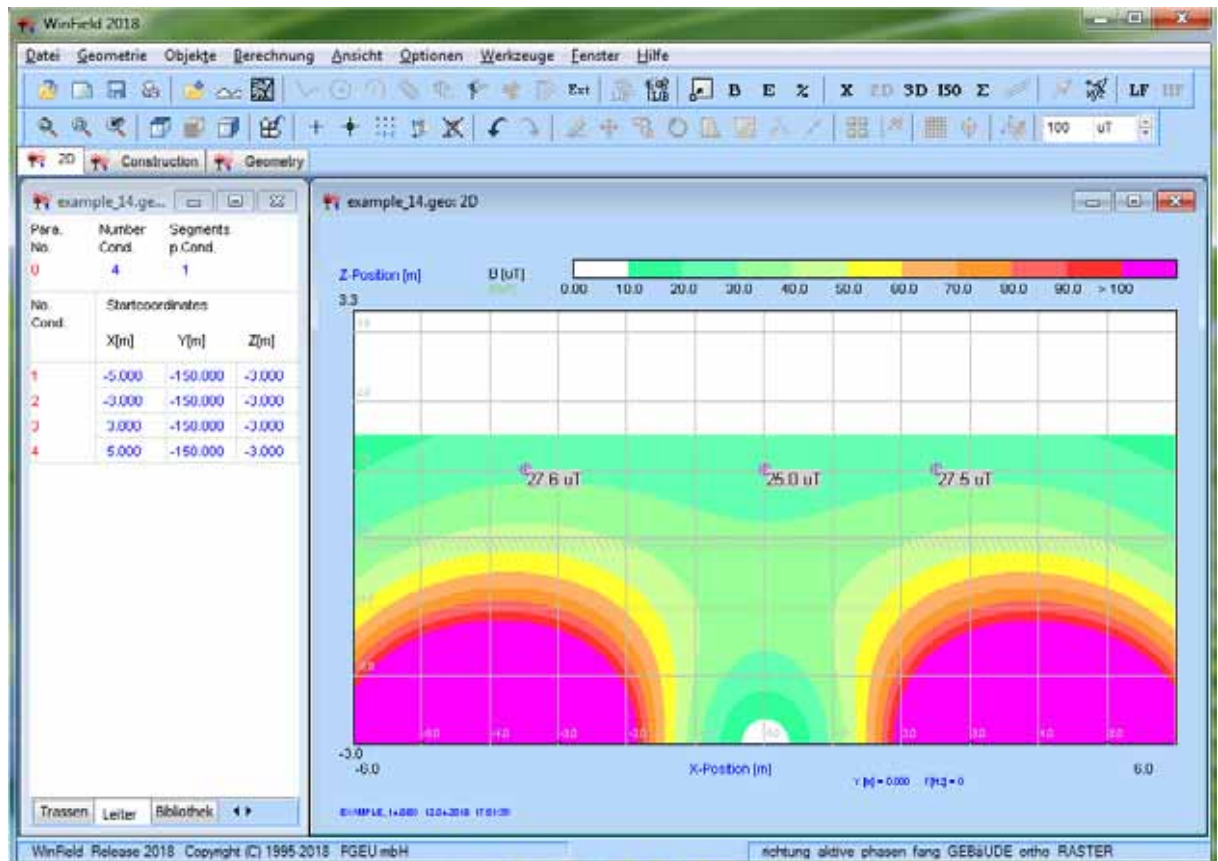 WinField 2018
Datei Geometrie Objekte Berechnung Ansicht Optionen Werkzeuge Fenster Hilfe
Ext B E % X 2D 3D ISO Σ LF HF
100 uT
2D Construction Geometry
example_14.ge...
Para. No. Number Cond. Segments p.Cond.
0 4 1
No. Cond. Startcoordinates
X[m] Y[m] Z[m]
1 -5.000 -150.000 -3.000
2 -3.000 -150.000 -3.000
3 3.000 -150.000 -3.000
4 5.000 -150.000 -3.000
Trassen Leiter Bibliothek
example_14.geo: 2D
Z-Position [m] B [uT]
0.00 10.0 20.0 30.0 40.0 50.0 60.0 70.0 80.0 90.0 > 100
3.3
27.6 uT 25.0 uT 27.5 uT
-3.0
-6.0 X-Position [m] 6.0
EXAMPLE_14.GEO
WinField Release 2018 Copyright (C) 1995-2018 FGEU mbH
richtung aktive phasen fang GEBäUDE ortho RASTER